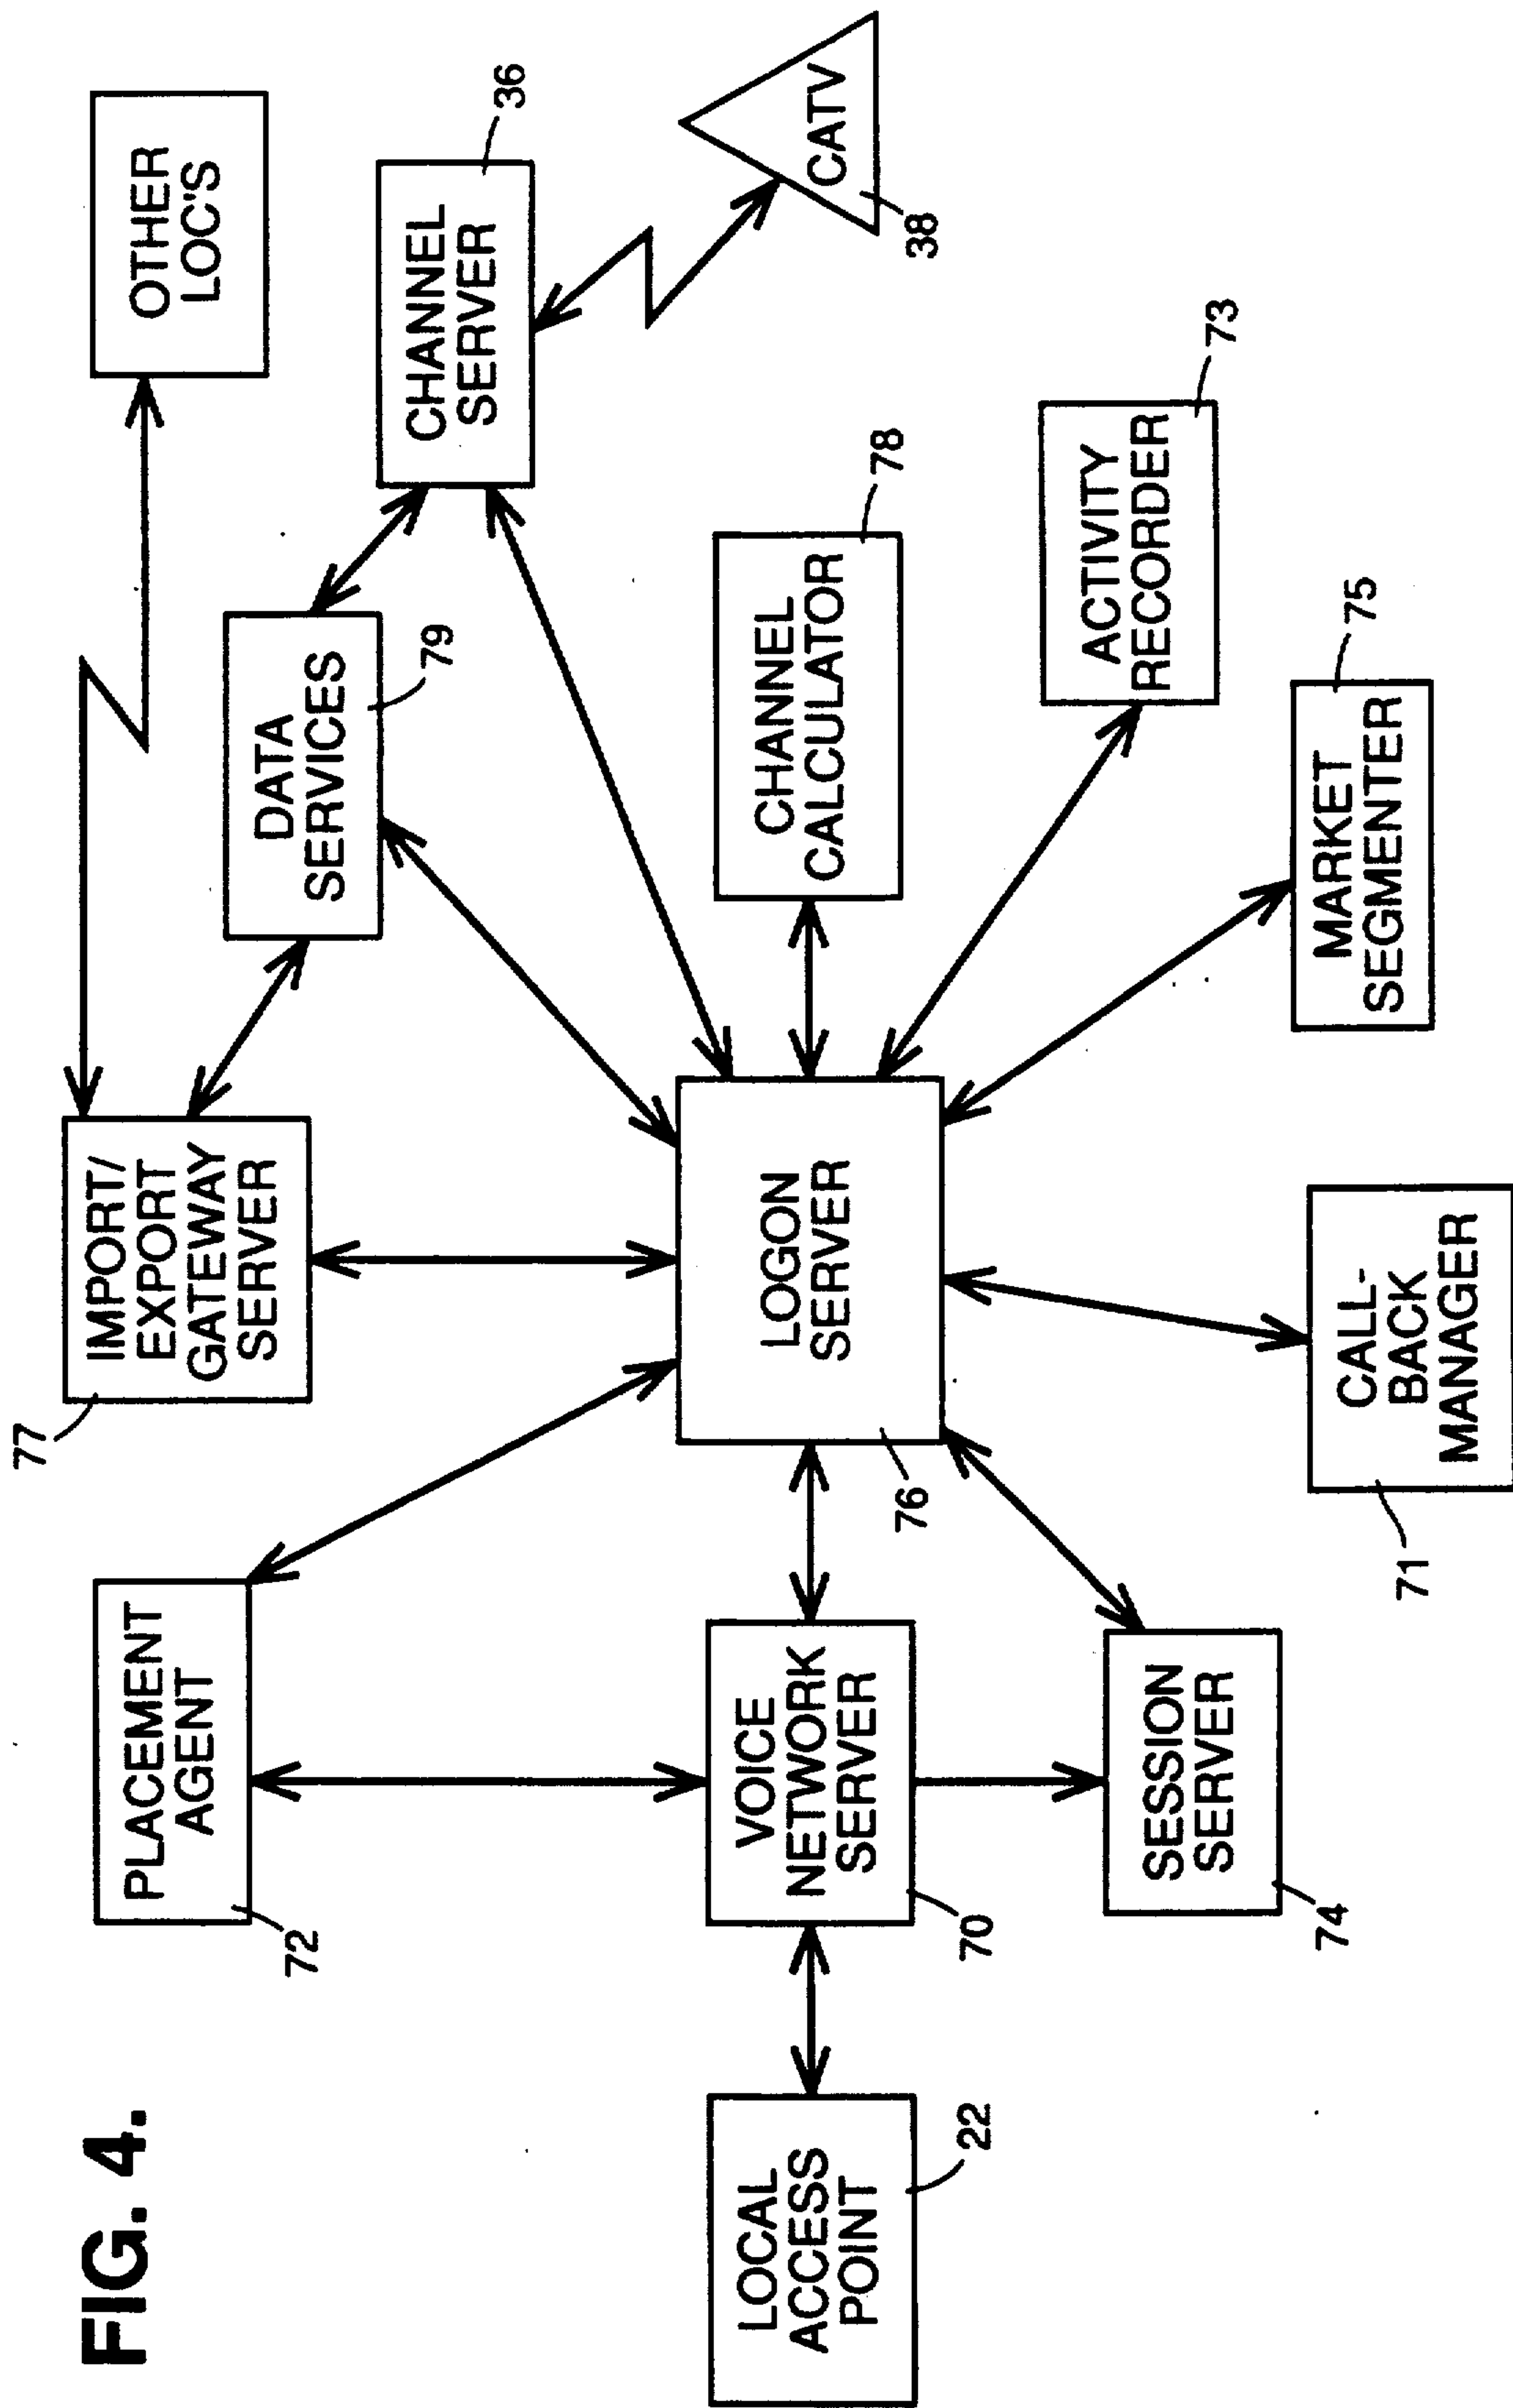 FIG. 4.
77
IMPORT/
EXPORT
GATEWAY
SERVER
OTHER
LOC'S
PLACEMENT
AGENT
72
DATA
SERVICES
79
CHANNEL
SERVER
36
CATV
38
LOCAL
ACCESS
POINT
22
VOICE
NETWORK
SERVER
70
LOGON
SERVER
76
CHANNEL
CALCULATOR
78
SESSION
SERVER
74
CALL-
BACK
MANAGER
71
MARKET
SEGMENTER
75
ACTIVITY
RECORDER
73